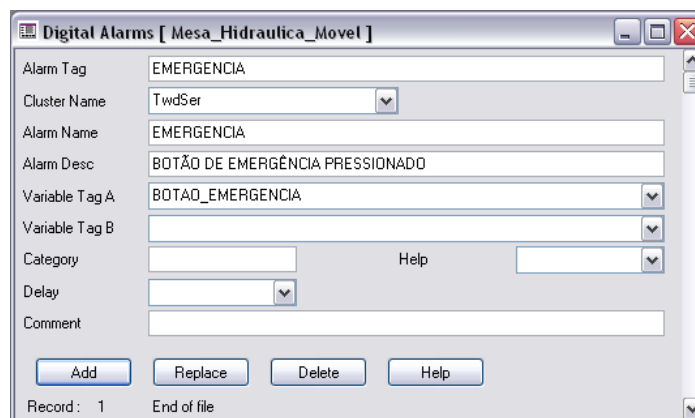 Digital Alarms [ Mesa_Hidraulica_Movel ]
Alarm Tag EMERGENCIA
Cluster Name TwdSer
Alarm Name EMERGENCIA
Alarm Desc BOTÃO DE EMERGÊNCIA PRESSIONADO
Variable Tag A BOTAO_EMERGENCIA
Variable Tag B
Category Help
Delay
Comment
Add Replace Delete Help
Record : 1 End of file